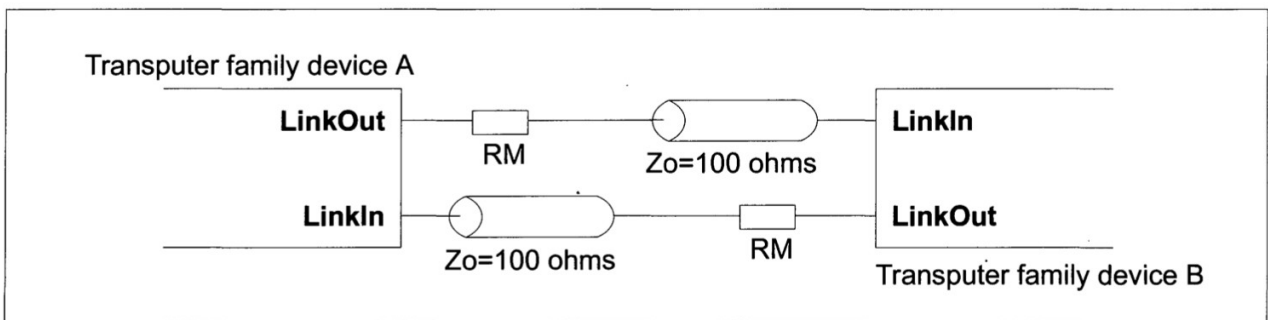 Transputer family device A
LinkOut
RM
Zo=100 ohms
LinkIn
LinkIn
Zo=100 ohms
RM
LinkOut
Transputer family device B